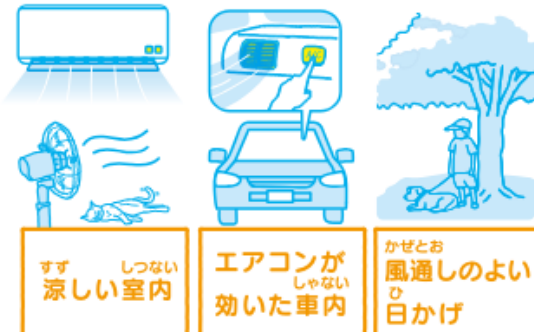 すず しつない
涼しい室内
エアコンが
しゃない
効いた車内
かぜとお
風通しのよい
ひ
日かげ